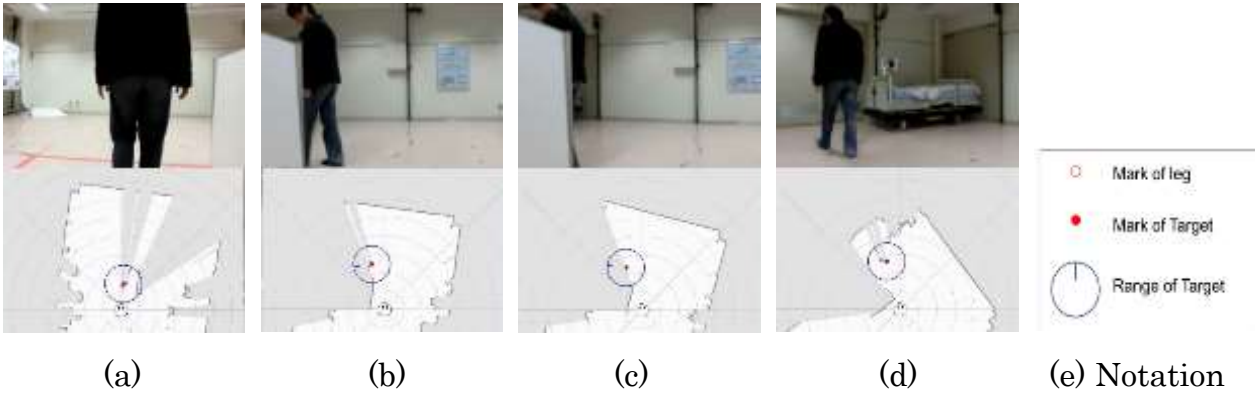 Mark of leg
Mark of Target
Range of Target
(a)
(b)
(c)
(d)
(e) Notation